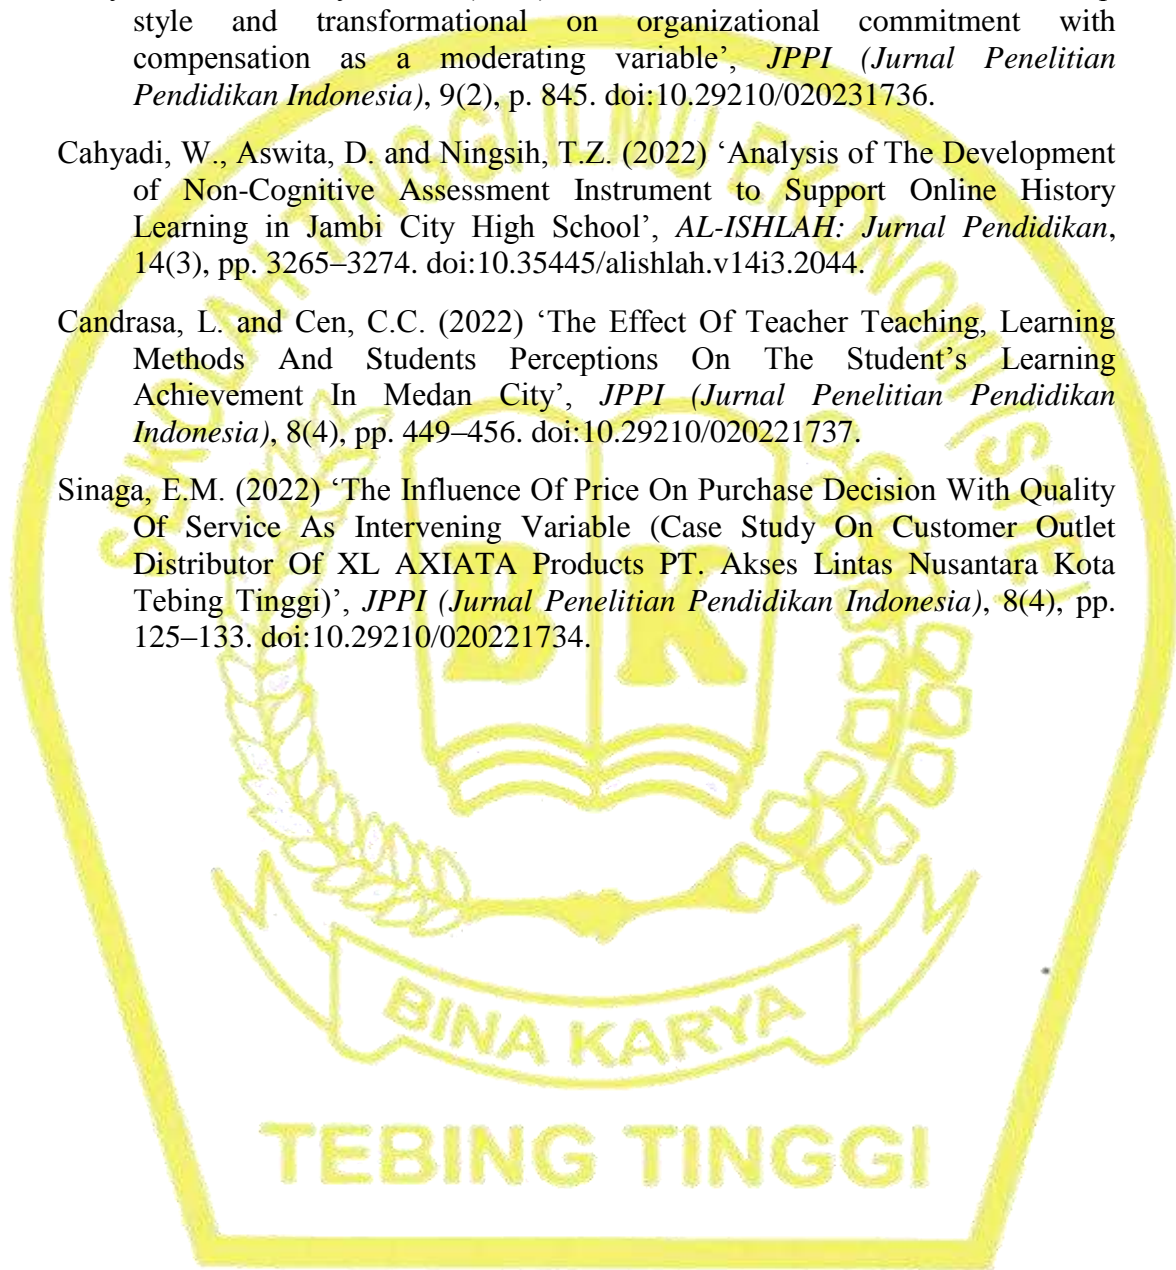 style and transformational on organizational commitment with
compensation as a moderating variable’, JPPI (Jurnal Penelitian
Pendidikan Indonesia), 9(2), p. 845. doi:10.29210/020231736.
Cahyadi, W., Aswita, D. and Ningsih, T.Z. (2022) ‘Analysis of The Development
of Non-Cognitive Assessment Instrument to Support Online History
Learning in Jambi City High School’, AL-ISHLAH: Jurnal Pendidikan,
14(3), pp. 3265–3274. doi:10.35445/alishlah.v14i3.2044.
Candrasa, L. and Cen, C.C. (2022) ‘The Effect Of Teacher Teaching, Learning
Methods And Students Perceptions On The Student’s Learning
Achievement In Medan City’, JPPI (Jurnal Penelitian Pendidikan
Indonesia), 8(4), pp. 449–456. doi:10.29210/020221737.
Sinaga, E.M. (2022) ‘The Influence Of Price On Purchase Decision With Quality
Of Service As Intervening Variable (Case Study On Customer Outlet
Distributor Of XL AXIATA Products PT. Akses Lintas Nusantara Kota
Tebing Tinggi)’, JPPI (Jurnal Penelitian Pendidikan Indonesia), 8(4), pp.
125–133. doi:10.29210/020221734.
SEKOLAH TINGGI ILMU EKONOMI (STIE)
B K
BINA KARYA
TEBING TINGGI